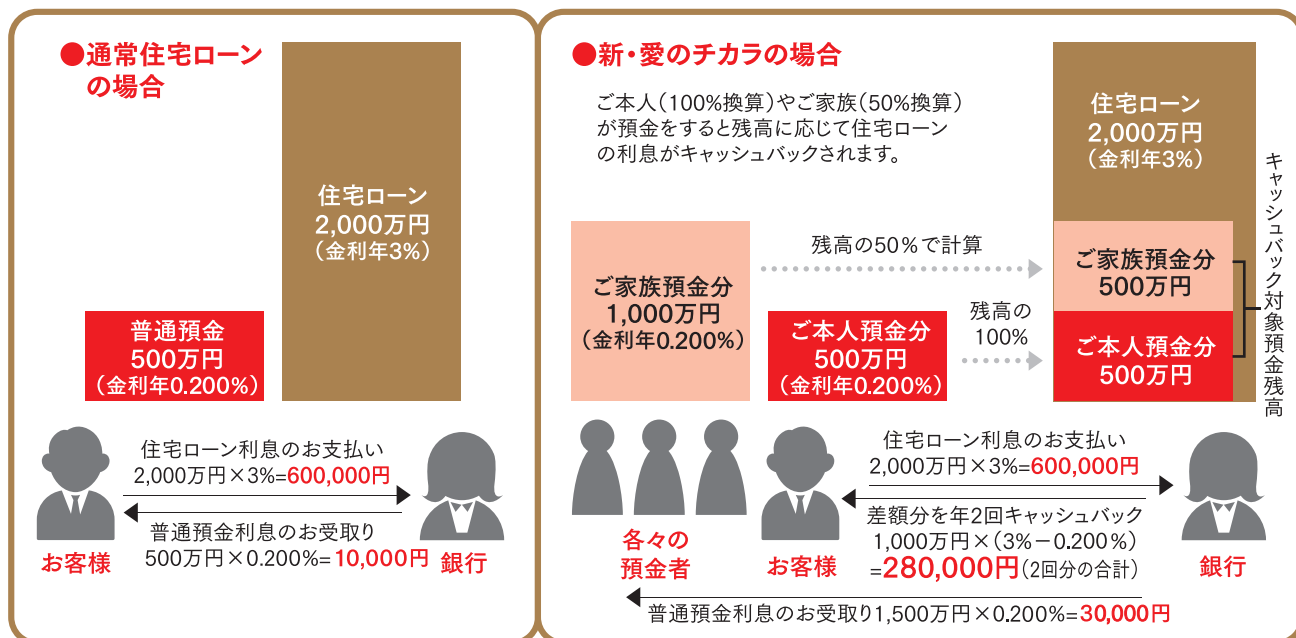 ●通常住宅ローン
の場合
住宅ローン
2,000万円
（金利年3%）
普通預金
500万円
（金利年0.200%）
住宅ローン利息のお支払い
2,000万円×3%=600,000円
普通預金利息のお受取り
500万円×0.200%=10,000円
お客様
銀行
●新・愛のチカラの場合
ご本人（100%換算）やご家族（50%換算）
が預金をすると残高に応じて住宅ローン
の利息がキャッシュバックされます。
住宅ローン
2,000万円
（金利年3%）
ご家族預金分
1,000万円
（金利年0.200%）
残高の50％で計算
ご家族預金分
500万円
ご本人預金分
500万円
（金利年0.200%）
残高の
100%
ご本人預金分
500万円
キャッシュバック対象預金残高
住宅ローン利息のお支払い
2,000万円×3%=600,000円
差額分を年2回キャッシュバック
1,000万円×（3%－0.200％）
=280,000円（2回分の合計）
各々の
預金者
お客様
銀行
普通預金利息のお受取り1,500万円×0.200%=30,000円